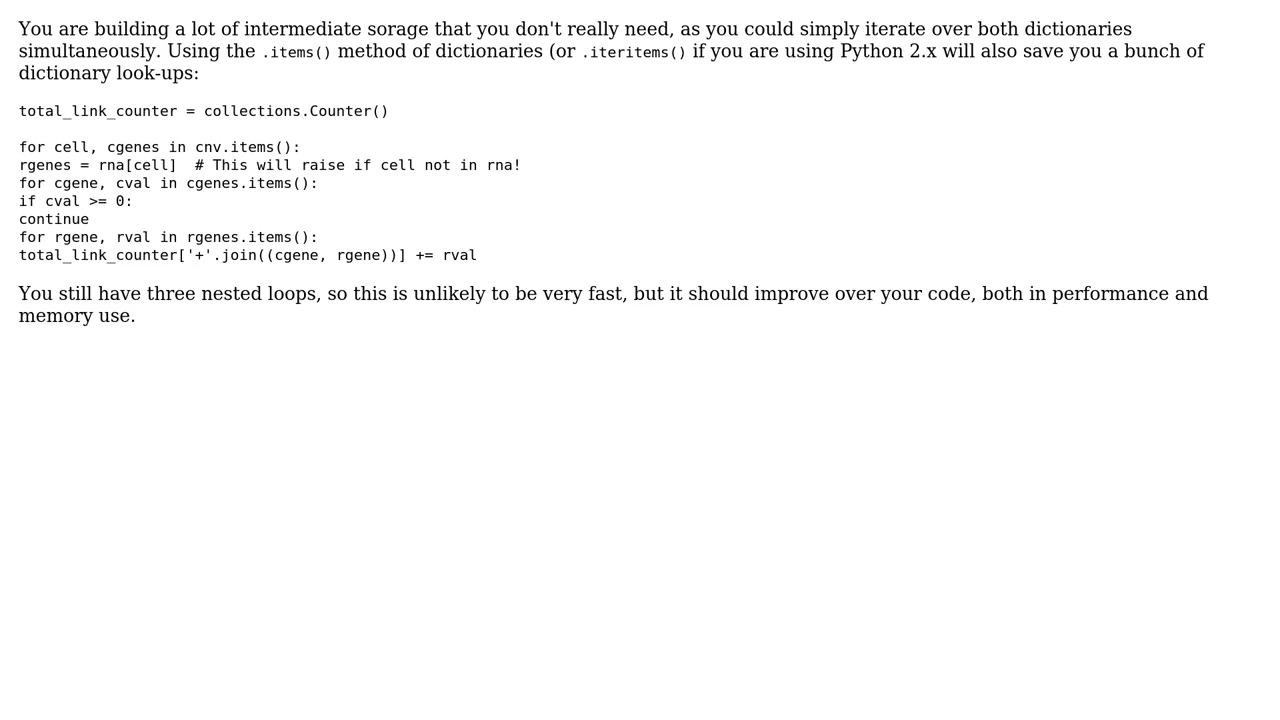 You are building a lot of intermediate sorage that you don't really need, as you could simply iterate over both dictionaries
simultaneously. Using the .items() method of dictionaries (or .iteritems() if you are using Python 2.x will also save you a bunch of
dictionary look-ups:
total_link_counter = collections.Counter()
for cell, cgenes in cnv.items():
rgenes = rna[cell]  # This will raise if cell not in rna!
for cgene, cval in cgenes.items():
if cval >= 0:
continue
for rgene, rval in rgenes.items():
total_link_counter['+'.join((cgene, rgene))] += rval
You still have three nested loops, so this is unlikely to be very fast, but it should improve over your code, both in performance and
memory use.